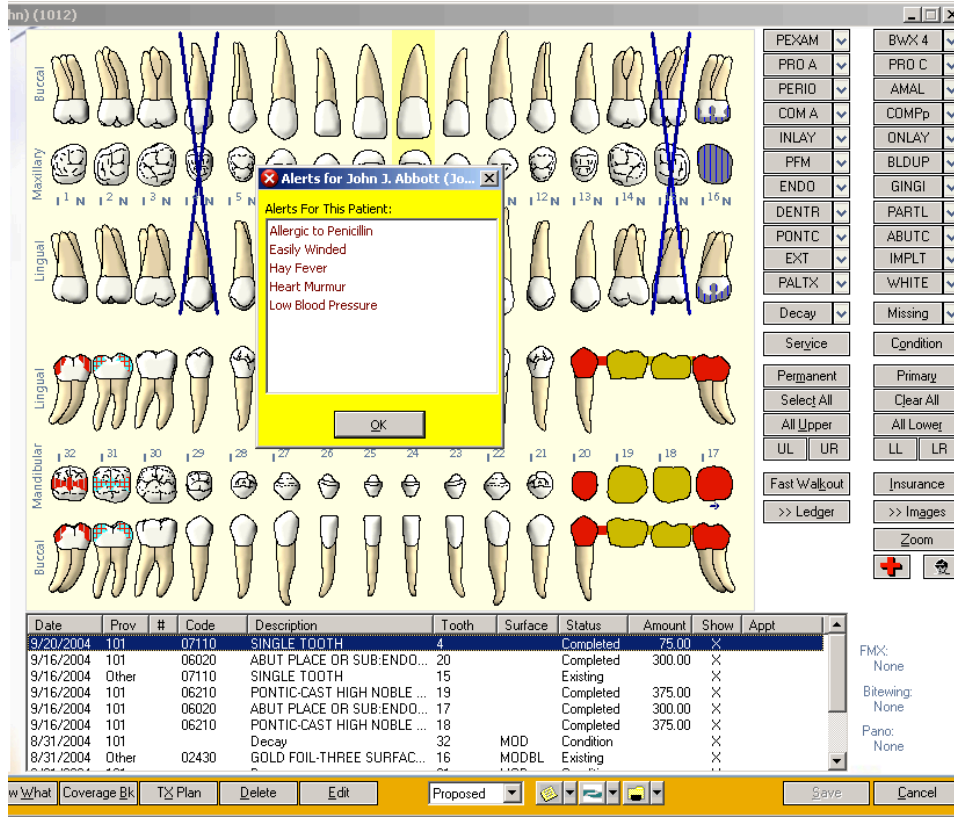 hn) (1012)
PEXAM BWX 4
PRO A PRO C
PERIO AMAL
COM A COMPp
INLAY ONLAY
PFM BLDUP
ENDO GINGI
DENTR PARTL
PONTC ABUTC
EXT IMPLT
PALTX WHITE
Decay Missing
Service Condition
Permanent Primary
Select All Clear All
All Upper All Lower
UL UR LL LR
Fast Walkout Insurance
>> Ledger >> Images
Zoom
Buccal
Maxillary
Lingual
1 N 2 N 3 N 4 N 5 N 12 N 13 N 14 N 15 N 16 N
Alerts for John J. Abbott (Jo...
Alerts For This Patient:
Allergic to Penicillin
Easily Winded
Hay Fever
Heart Murmur
Low Blood Pressure
OK
Lingual
Mandibular
Buccal
32 31 30 29 28 27 26 25 24 23 22 21 20 19 18 17
Date Prov # Code Description Tooth Surface Status Amount Show Appt
9/20/2004 101 07110 SINGLE TOOTH 4 Completed 75.00 X
9/16/2004 101 06020 ABUT PLACE OR SUB:ENDO... 20 Completed 300.00 X
9/16/2004 Other 07110 SINGLE TOOTH 15 Existing X
9/16/2004 101 06210 PONTIC-CAST HIGH NOBLE ... 19 Completed 375.00 X
9/16/2004 101 06020 ABUT PLACE OR SUB:ENDO... 17 Completed 300.00 X
9/16/2004 101 06210 PONTIC-CAST HIGH NOBLE ... 18 Completed 375.00 X
8/31/2004 101 Decay 32 MOD Condition X
8/31/2004 Other 02430 GOLD FOIL-THREE SURFAC... 16 MODBL Existing X
FMX:
None
Bitewing:
None
Pano:
None
w What Coverage Bk TX Plan Delete Edit Proposed Save Cancel